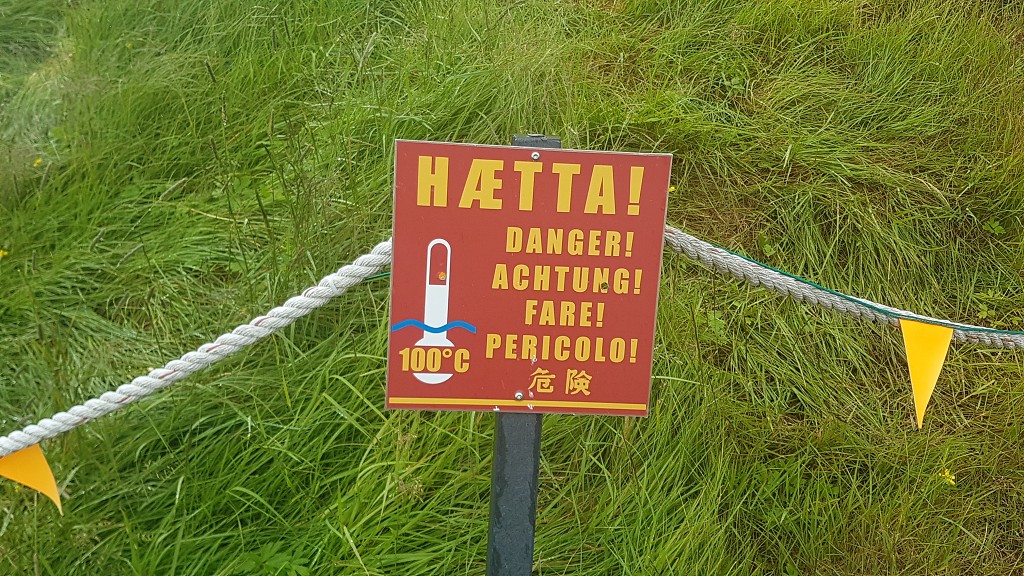 HÆTTA!
DANGER!
ACHTUNG!
FARE!
PERICOLO!
100°C
危険